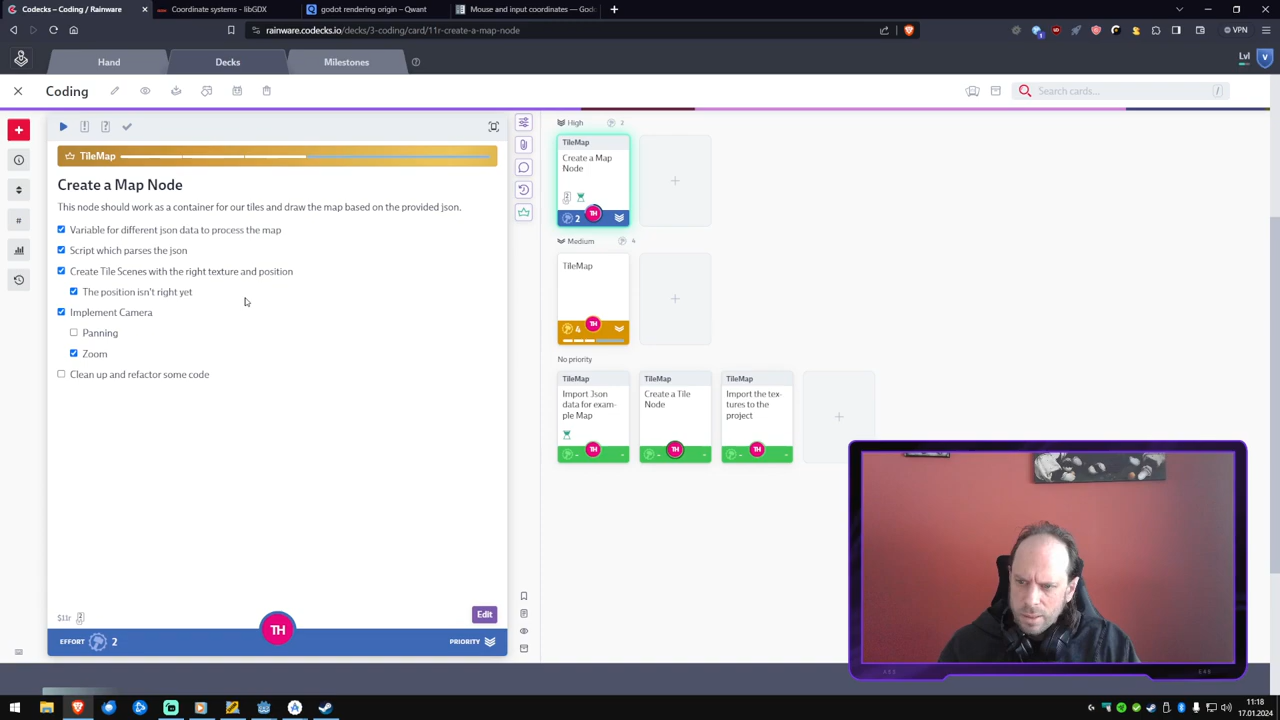 Codecks – Coding / Rainware
Coordinate systems - libGDX
godot rendering origin – Qwant
Mouse and input coordinates — God
rainware.codecks.io/decks/3-coding/card/11r-create-a-map-node
VPN
Hand
Decks
Milestones
Lvl
V
Coding
Search cards...
/
TileMap
Create a Map Node
This node should work as a container for our tiles and draw the map based on the provided json.
Variable for different json data to process the map
Script which parses the json
Create Tile Scenes with the right texture and position
The position isn't right yet
Implement Camera
Panning
Zoom
Clean up and refactor some code
$11r 2
Edit
TH
EFFORT 2
PRIORITY
High 2
TileMap
Create a Map
Node
2
2 TH
Medium 4
TileMap
4 TH
No priority
TileMap
Import Json
data for exam-
ple Map
- TH -
TileMap
Create a Tile
Node
- TH -
TileMap
Import the tex-
tures to the
project
- TH -
11:18
17.01.2024